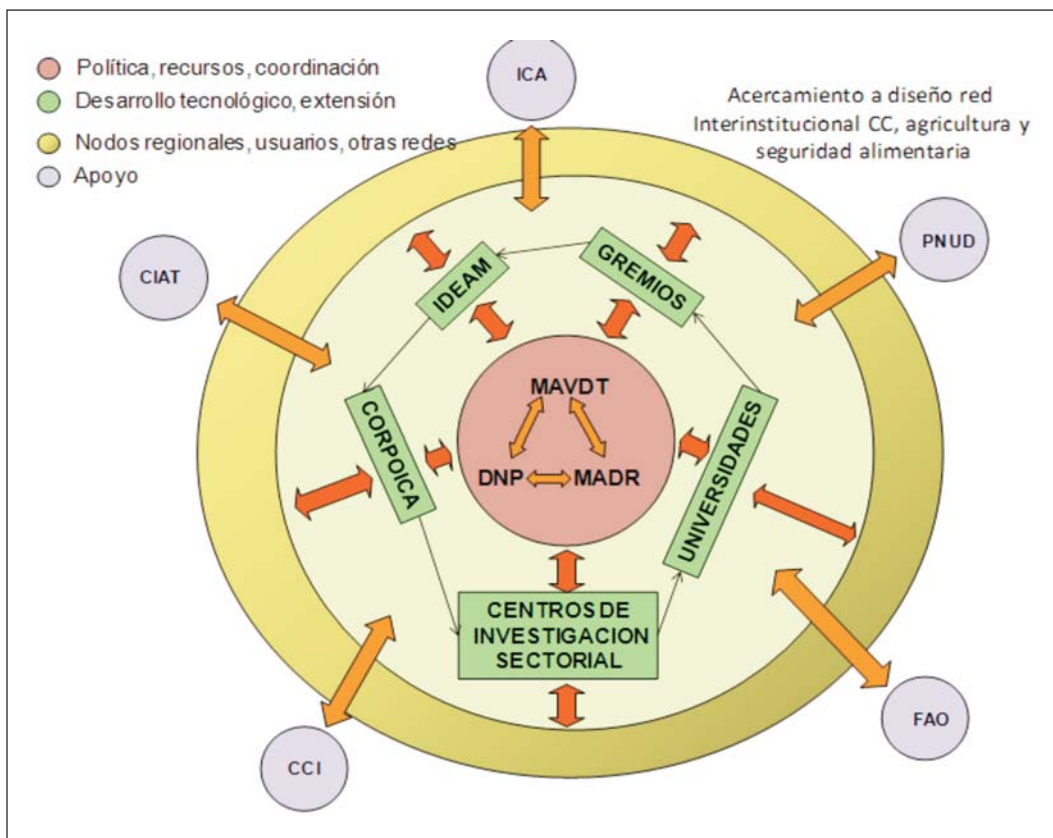 Política, recursos, coordinación
Desarrollo tecnológico, extensión
Nodos regionales, usuarios, otras redes
Apoyo
ICA
Acercamiento a diseño red
Interinstitucional CC, agricultura y
seguridad alimentaria
PNUD
CIAT
IDEAM
GREMIOS
MAVDT
DNP
MADR
CORPOICA
UNIVERSIDADES
CENTROS DE
INVESTIGACION
SECTORIAL
FAO
CCI